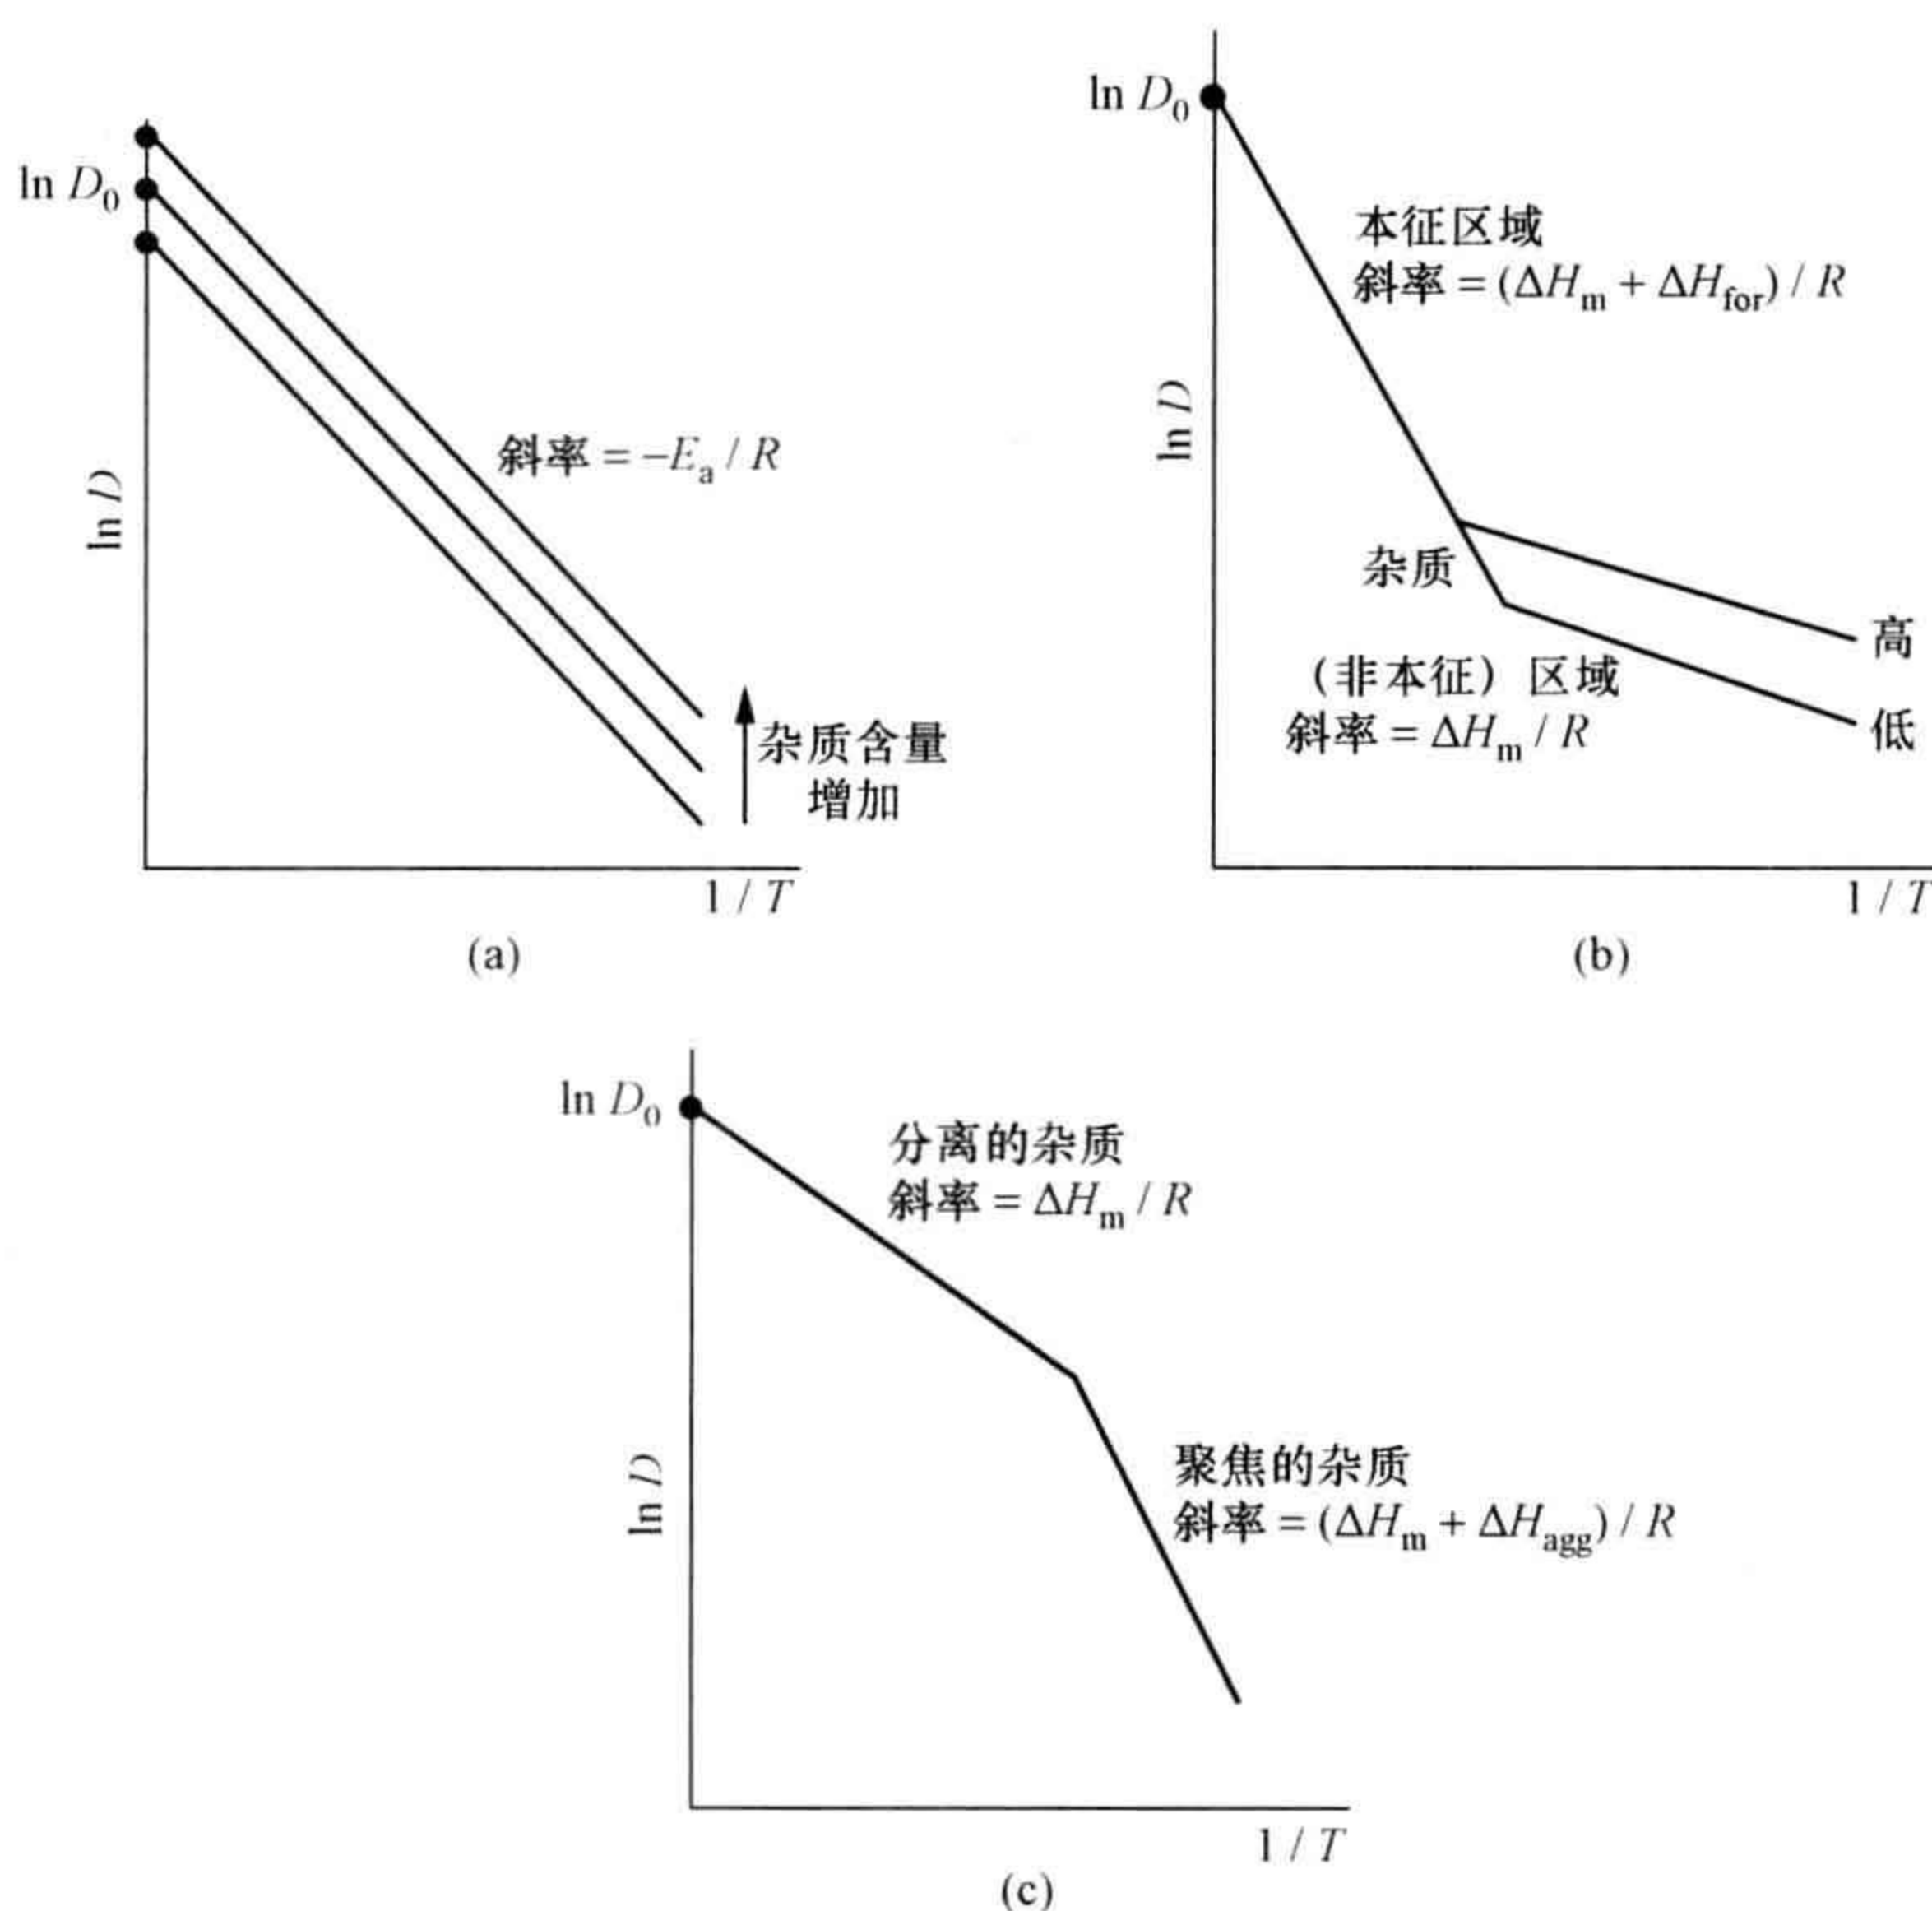 ln D₀
ln D
斜率 = −Eₐ / R
杂质含量
增加
1 / T
(a)
ln D₀
本征区域
斜率 = (ΔHₘ + ΔH_for) / R
ln D
杂质
高
(非本征) 区域
斜率 = ΔHₘ / R
低
1 / T
(b)
ln D₀
分离的杂质
斜率 = ΔHₘ / R
ln D
聚焦的杂质
斜率 = (ΔHₘ + ΔH_agg) / R
1 / T
(c)